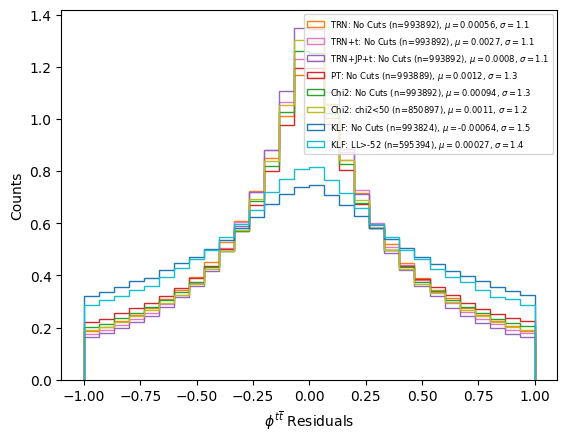 TRN: No Cuts (n=993892), μ=0.00056, σ=1.1
TRN+t: No Cuts (n=993892), μ=0.0027, σ=1.1
TRN+JP+t: No Cuts (n=993892), μ=0.0008, σ=1.1
PT: No Cuts (n=993889), μ=0.0012, σ=1.3
Chi2: No Cuts (n=993892), μ=0.00094, σ=1.3
Chi2: chi2<50 (n=850897), μ=0.0011, σ=1.2
KLF: No Cuts (n=993824), μ=-0.00064, σ=1.5
KLF: LL>-52 (n=595394), μ=0.00027, σ=1.4
1.4
1.2
1.0
0.8
0.6
0.4
0.2
0.0
Counts
−1.00 −0.75 −0.50 −0.25 0.00 0.25 0.50 0.75 1.00
ϕ^{tt̅} Residuals